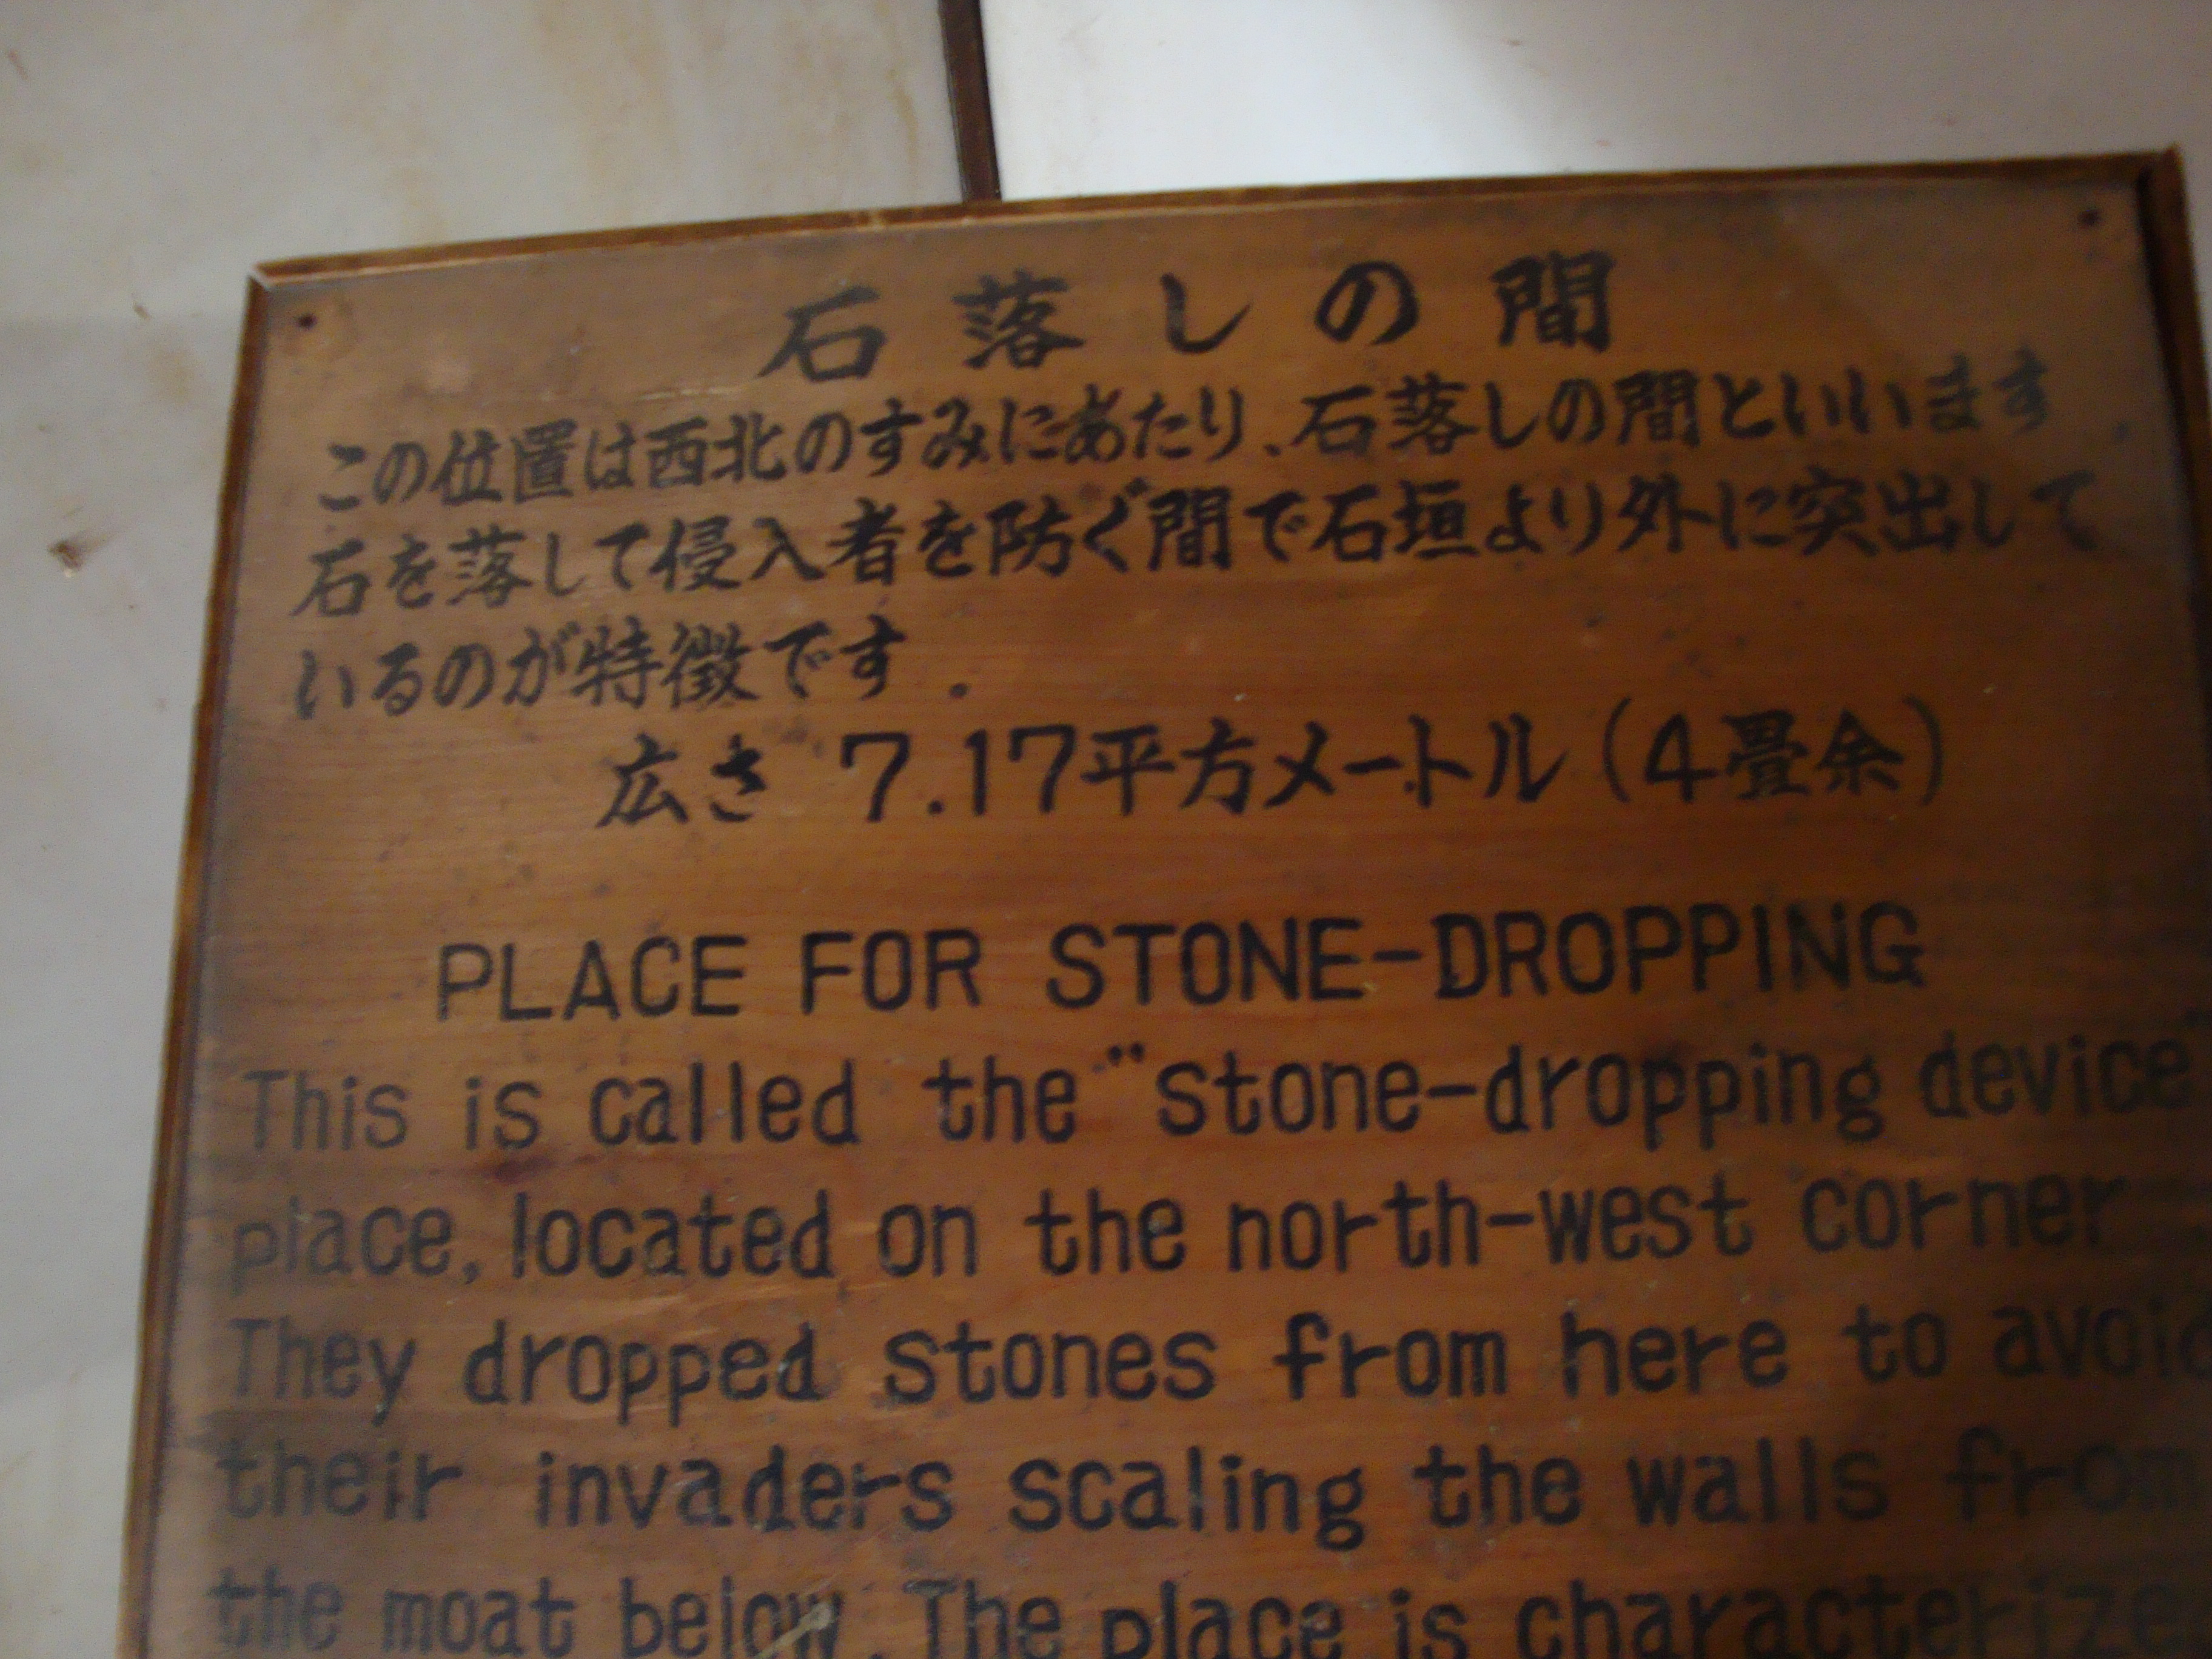 石落しの間
この位置は西北のすみにあたり、石落しの間といいます
石を落して侵入者を防ぐ間で石垣より外に突出して
いるのが特徴です.
広さ 7.17平方メートル(4畳余)
PLACE FOR STONE-DROPPING
This is called the "stone-dropping device"
place, located on the north-west corner
They dropped stones from here to avoid
their invaders scaling the walls from
the moat below. The place is characterize